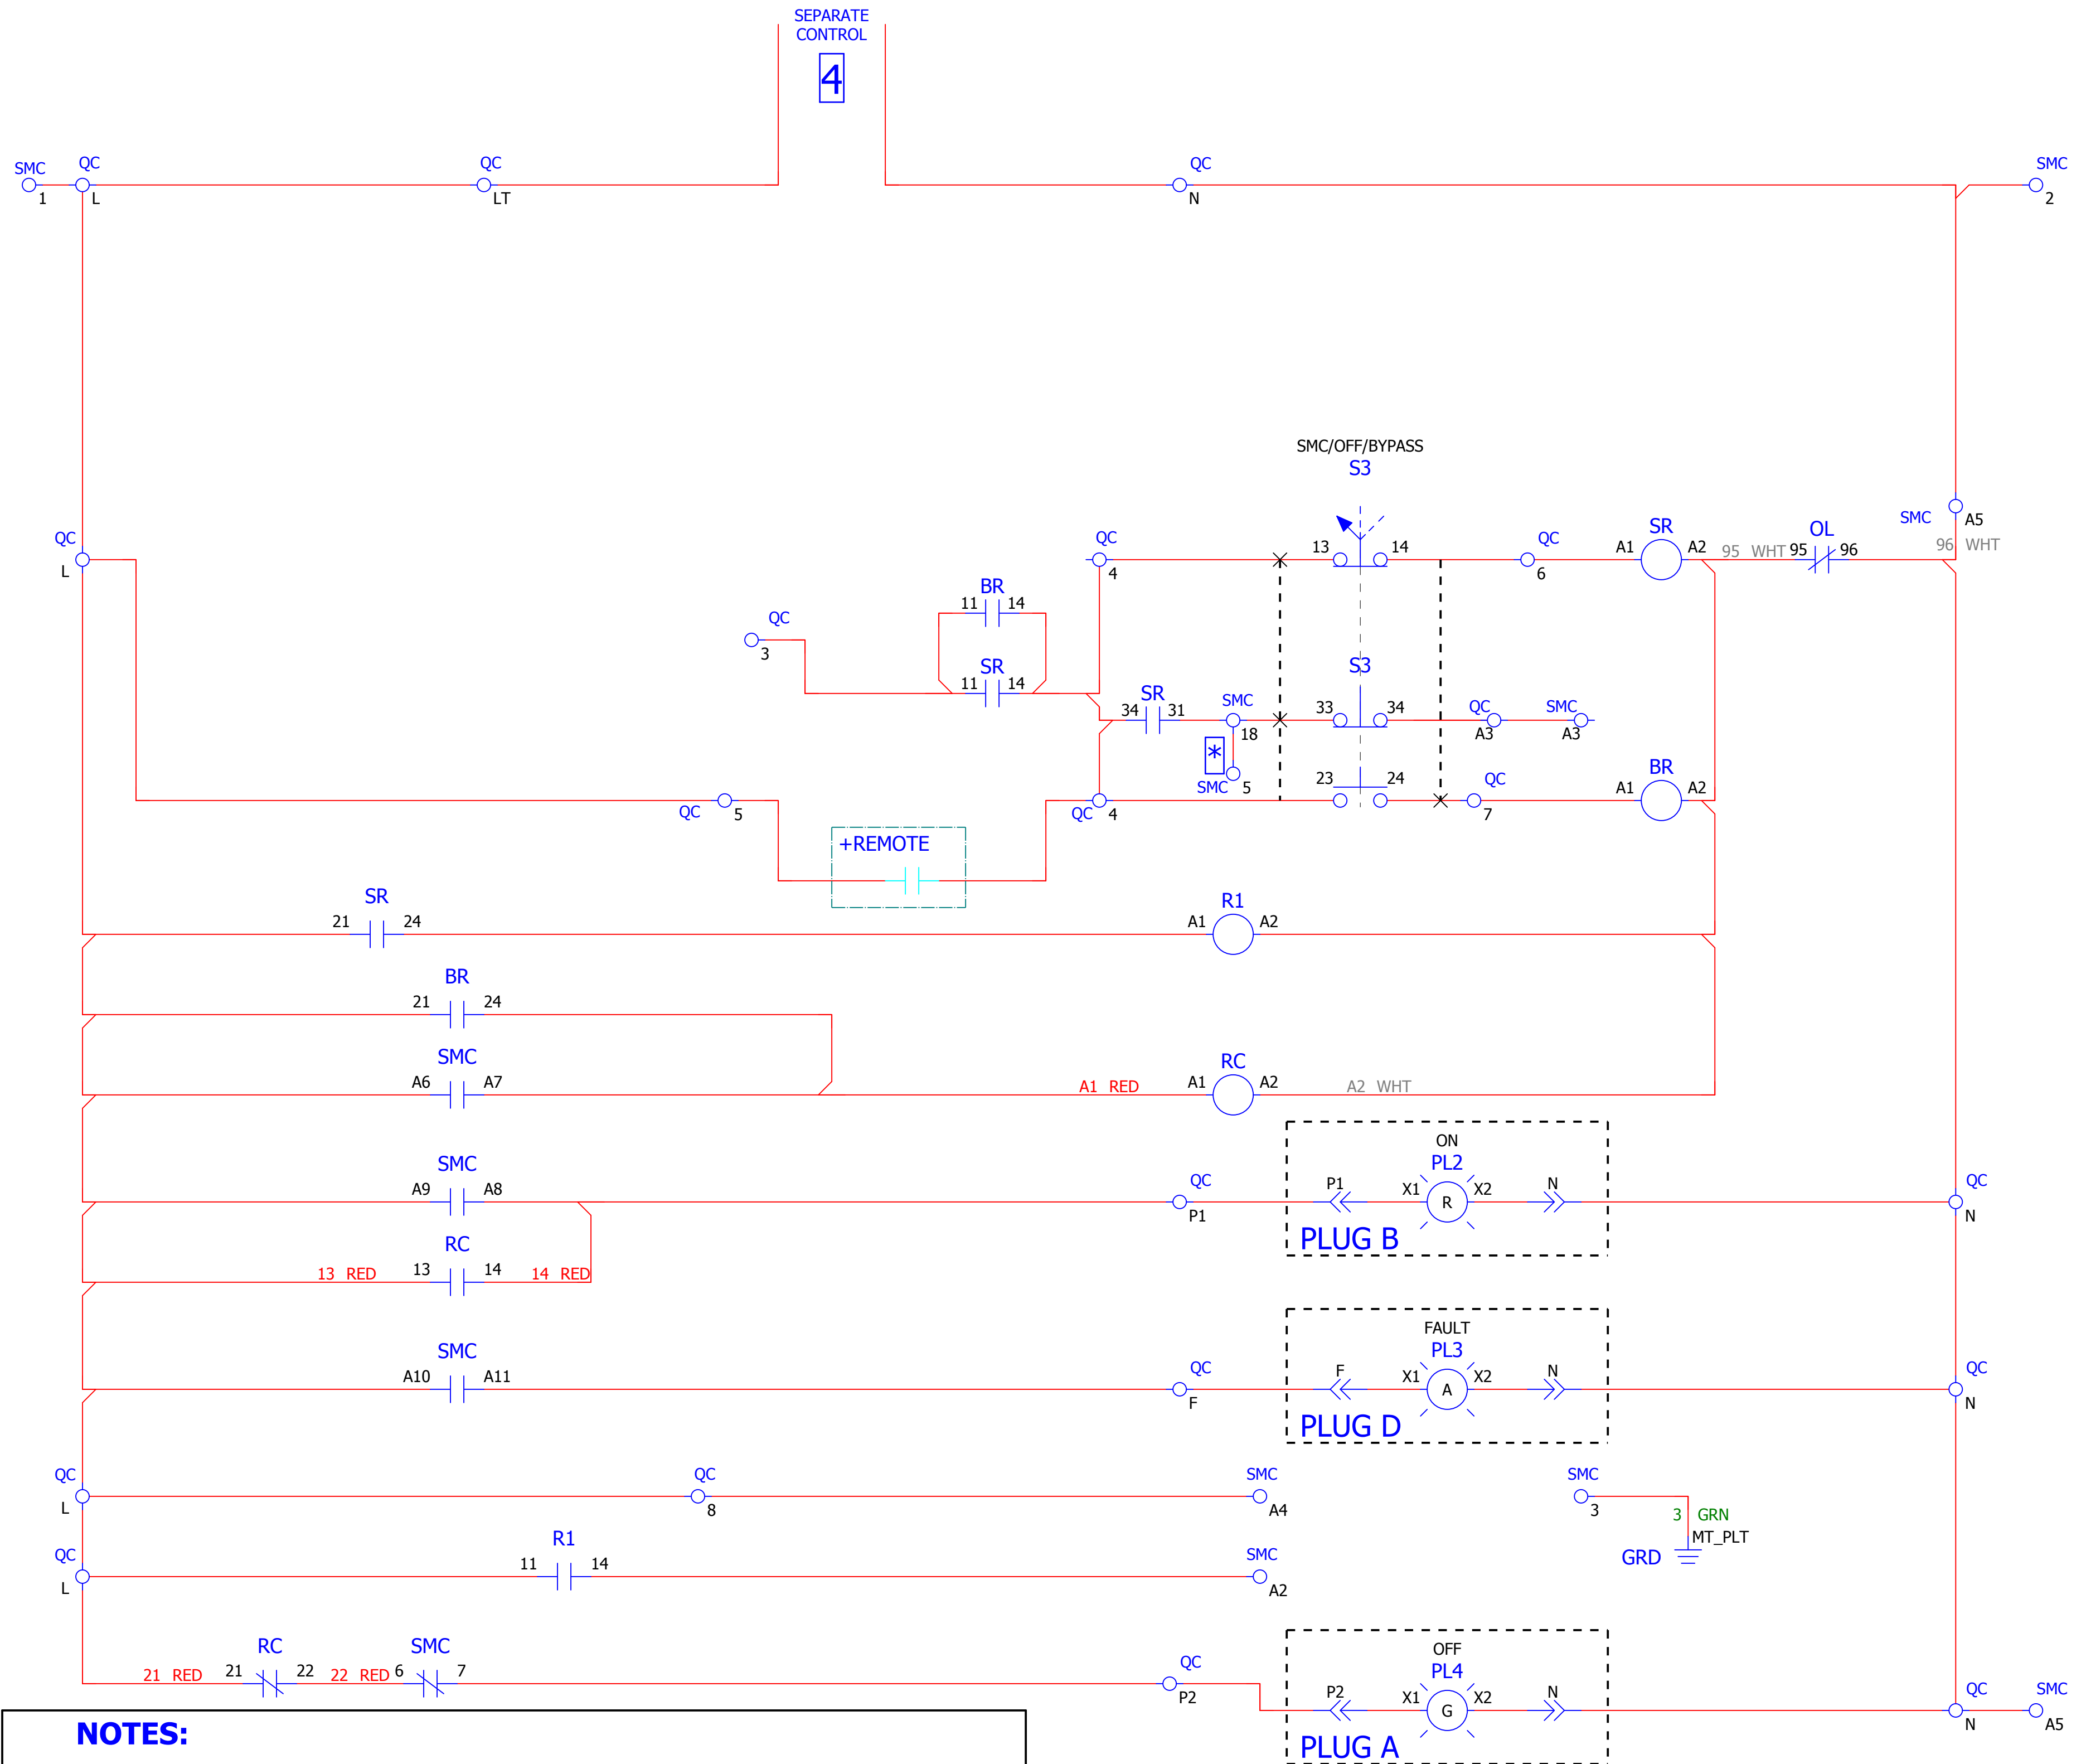 SEPARATE
CONTROL
4
SMC QC QC QC SMC
1 L LT N 2
SMC/OFF/BYPASS
S3
QC QC 13 14 QC SR OL SMC A5
L 4 6 A1 A2 95 WHT 95 96 96 WHT
BR
11 14
QC
3
SR S3
11 14
SR SMC QC SMC
34 31 18 33 34 A3 A3
*
SMC 5
23 24 QC BR
QC 5 QC 4 7 A1 A2
+REMOTE
SR R1
21 24 A1 A2
BR
21 24
SMC RC
A6 A7 A1 RED A1 A2 A2 WHT
ON
SMC QC PL2 QC
A9 A8 P1 P1 X1 R X2 N N
PLUG B
RC
13 RED 13 14 14 RED
FAULT
SMC QC PL3 QC
A10 A11 F F X1 A X2 N N
PLUG D
QC QC SMC SMC
L 8 A4 3
3 GRN
MT_PLT
GRD
QC R1 SMC
L 11 14 A2
OFF
RC SMC QC PL4 QC SMC
21 RED 21 22 22 RED 6 7 P2 P2 X1 G X2 N N A5
PLUG A
NOTES: